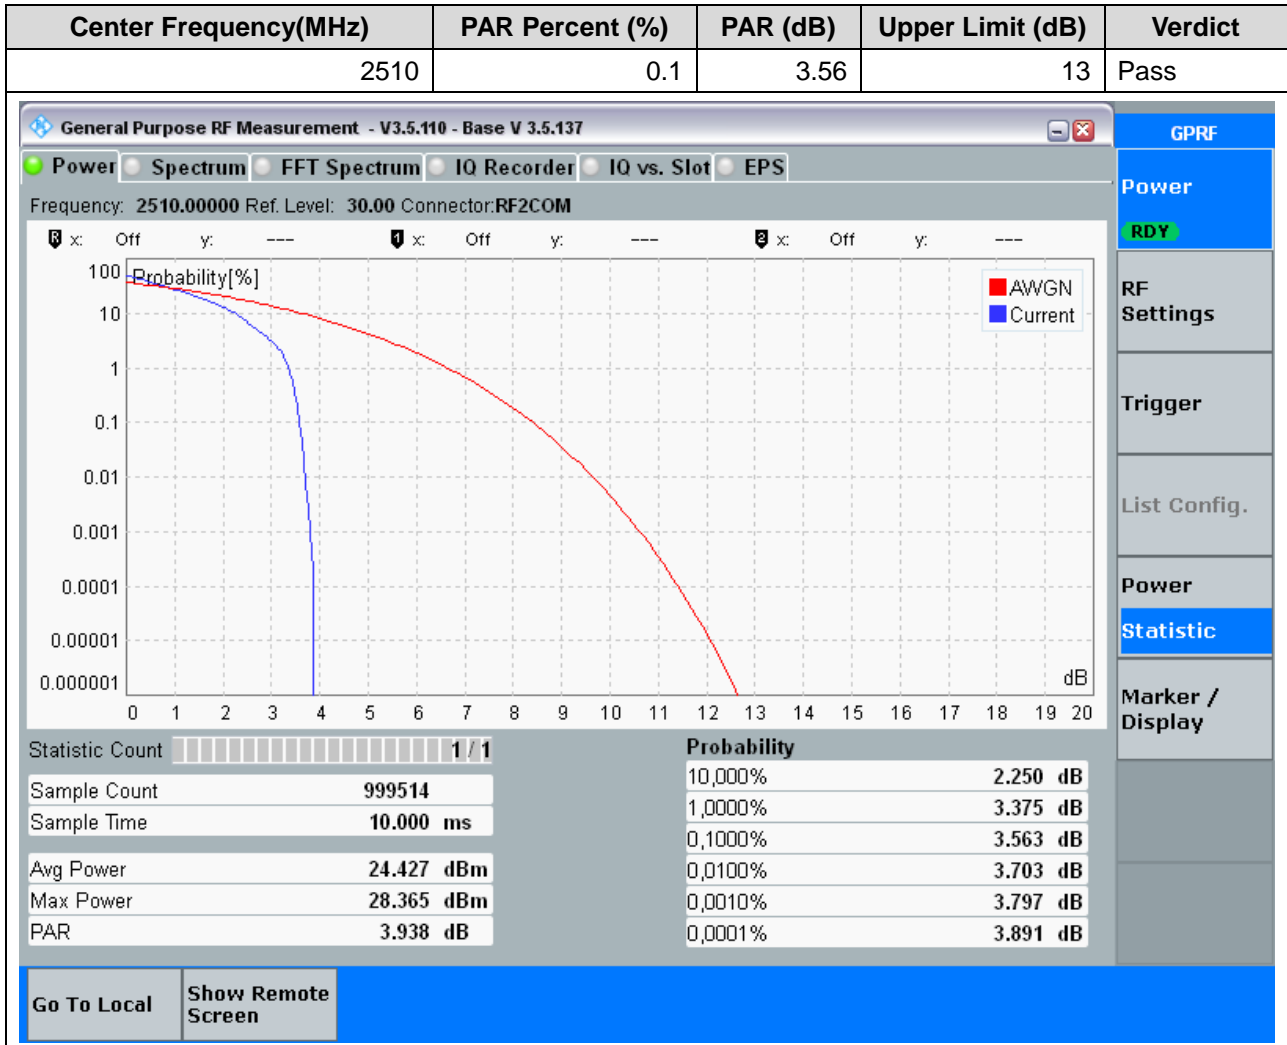 Center Frequency(MHz) PAR Percent (%) PAR (dB) Upper Limit (dB) Verdict
2510 0.1 3.56 13 Pass
General Purpose RF Measurement - V3.5.110 - Base V 3.5.137
GPRF
Power Spectrum FFT Spectrum IQ Recorder IQ vs. Slot EPS
Power
RDY
Frequency: 2510.00000 Ref. Level: 30.00 Connector:RF2COM
R x: Off y: --- 1 x: Off y: --- 2 x: Off y: ---
Probability[%]
AWGN
Current
100
10
1
0.1
0.01
0.001
0.0001
0.00001
0.000001
dB
0 1 2 3 4 5 6 7 8 9 10 11 12 13 14 15 16 17 18 19 20
RF
Settings
Trigger
List Config.
Power
Statistic
Marker /
Display
Statistic Count 1 / 1
Sample Count 999514
Sample Time 10.000 ms
Avg Power 24.427 dBm
Max Power 28.365 dBm
PAR 3.938 dB
Probability
10,000% 2.250 dB
1,0000% 3.375 dB
0,1000% 3.563 dB
0,0100% 3.703 dB
0,0010% 3.797 dB
0,0001% 3.891 dB
Go To Local
Show Remote
Screen